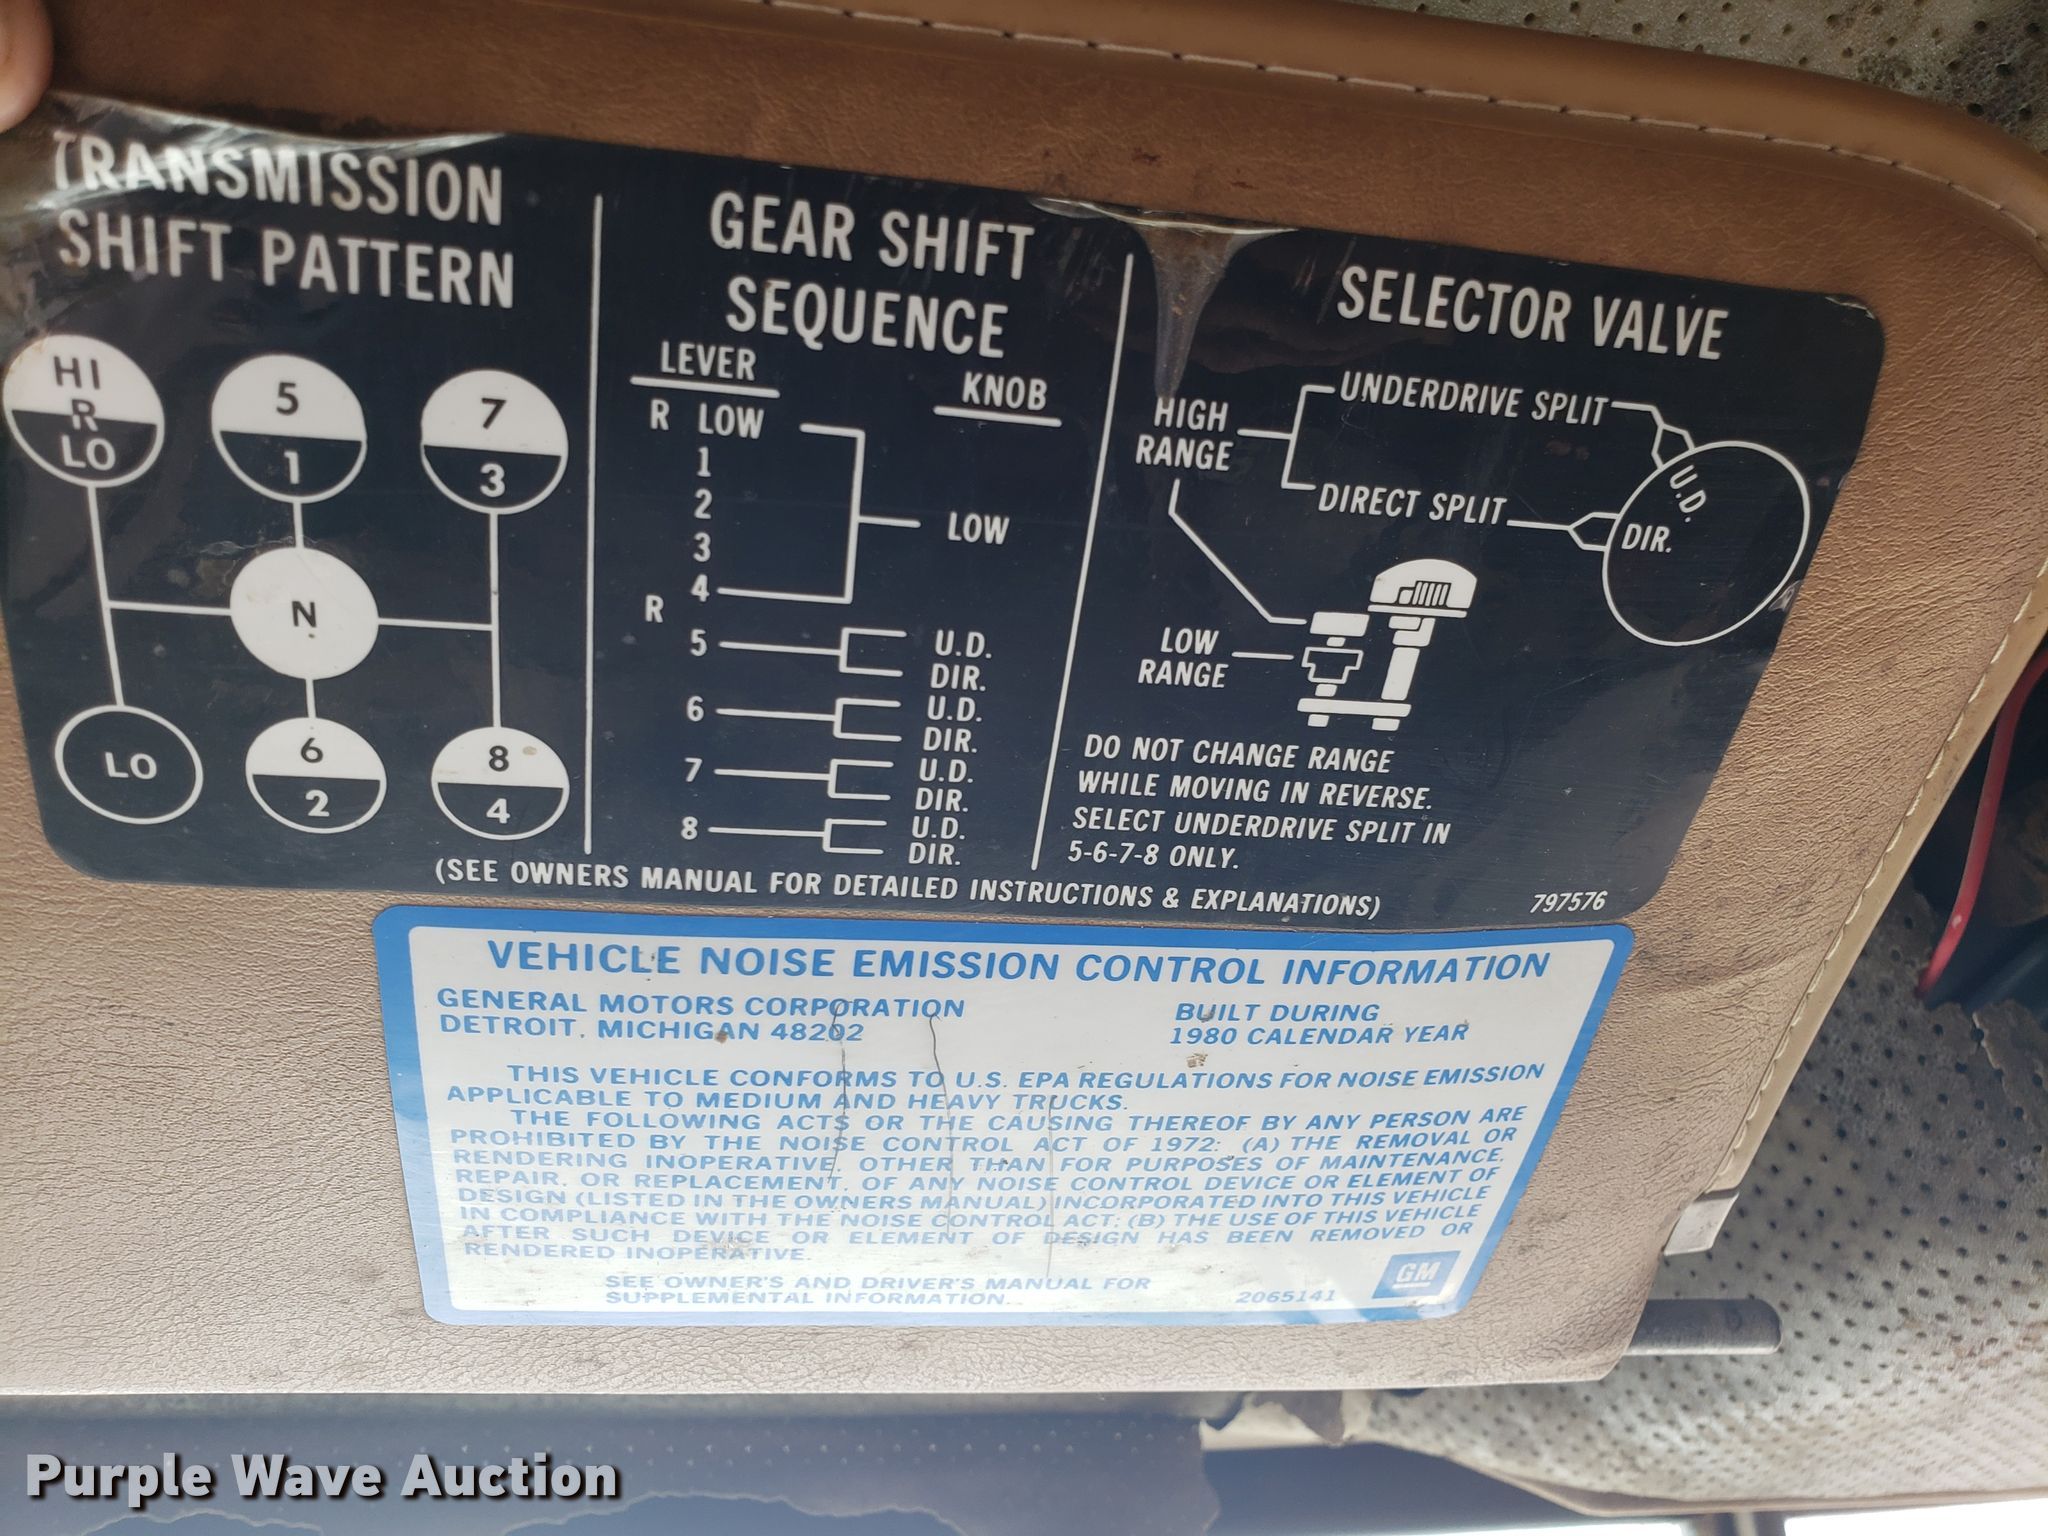 TRANSMISSION
SHIFT PATTERN
HI
R
LO
5
1
7
3
N
LO
6
2
8
4
GEAR SHIFT
SEQUENCE
LEVER
KNOB
R LOW
1
2
3
4
LOW
R
5
U.D.
DIR.
6
U.D.
DIR.
7
U.D.
DIR.
8
U.D.
DIR.
SELECTOR VALVE
HIGH
RANGE
UNDERDRIVE SPLIT
DIRECT SPLIT
U.D.
DIR.
LOW
RANGE
DO NOT CHANGE RANGE
WHILE MOVING IN REVERSE.
SELECT UNDERDRIVE SPLIT IN
5-6-7-8 ONLY.
(SEE OWNERS MANUAL FOR DETAILED INSTRUCTIONS & EXPLANATIONS)
797576
VEHICLE NOISE EMISSION CONTROL INFORMATION
GENERAL MOTORS CORPORATION
DETROIT, MICHIGAN 48202
BUILT DURING
1980 CALENDAR YEAR
THIS VEHICLE CONFORMS TO U.S. EPA REGULATIONS FOR NOISE EMISSION
APPLICABLE TO MEDIUM AND HEAVY TRUCKS.
THE FOLLOWING ACTS OR THE CAUSING THEREOF BY ANY PERSON ARE
PROHIBITED BY THE NOISE CONTROL ACT OF 1972: (A) THE REMOVAL OR
RENDERING INOPERATIVE, OTHER THAN FOR PURPOSES OF MAINTENANCE,
REPAIR, OR REPLACEMENT, OF ANY NOISE CONTROL DEVICE OR ELEMENT OF
DESIGN (LISTED IN THE OWNERS MANUAL) INCORPORATED INTO THIS VEHICLE
IN COMPLIANCE WITH THE NOISE CONTROL ACT; (B) THE USE OF THIS VEHICLE
AFTER SUCH DEVICE OR ELEMENT OF DESIGN HAS BEEN REMOVED OR
RENDERED INOPERATIVE.
SEE OWNER'S AND DRIVER'S MANUAL FOR
SUPPLEMENTAL INFORMATION.
2065141
GM
Purple Wave Auction